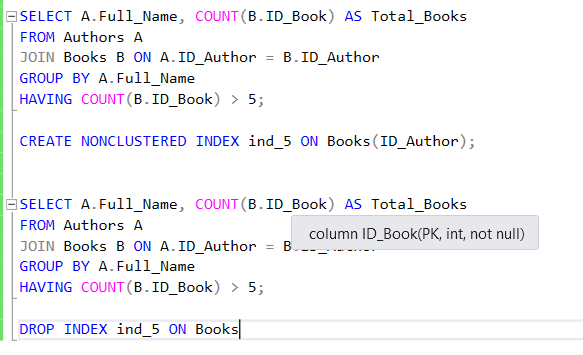 SELECT A.Full_Name, COUNT(B.ID_Book) AS Total_Books
FROM Authors A
JOIN Books B ON A.ID_Author = B.ID_Author
GROUP BY A.Full_Name
HAVING COUNT(B.ID_Book) > 5;
CREATE NONCLUSTERED INDEX ind_5 ON Books(ID_Author);
SELECT A.Full_Name, COUNT(B.ID_Book) AS Total_Books
FROM Authors A
column ID_Book(PK, int, not null)
JOIN Books B ON A.ID_Author =
GROUP BY A.Full_Name
HAVING COUNT(B.ID_Book) > 5;
DROP INDEX ind_5 ON Books